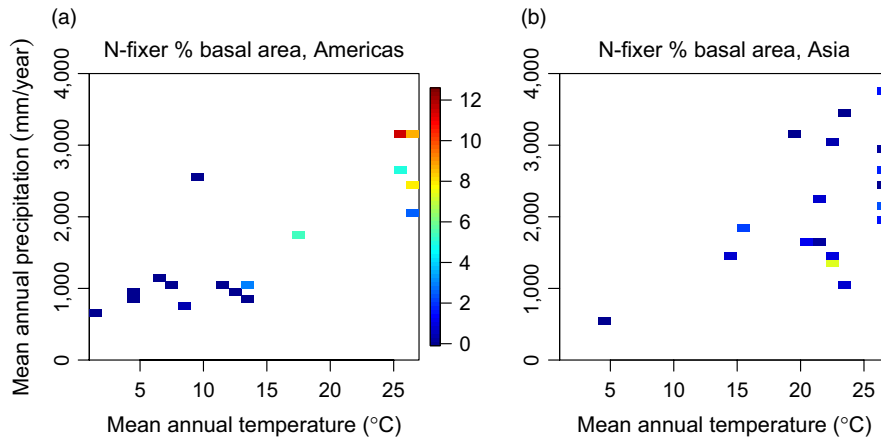 (a)
N-fixer % basal area, Americas
Mean annual precipitation (mm/year)
4,000
3,000
2,000
1,000
0
5 10 15 20 25
Mean annual temperature (°C)
12
10
8
6
4
2
0
(b)
N-fixer % basal area, Asia
4,000
3,000
2,000
1,000
0
5 10 15 20 25
Mean annual temperature (°C)